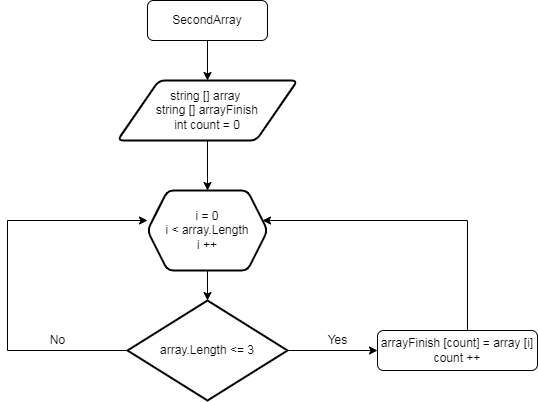 SecondArray
string [] array
string [] arrayFinish
int count = 0
i = 0
i < array.Length
i ++
No
array.Length <= 3
Yes
arrayFinish [count] = array [i]
count ++